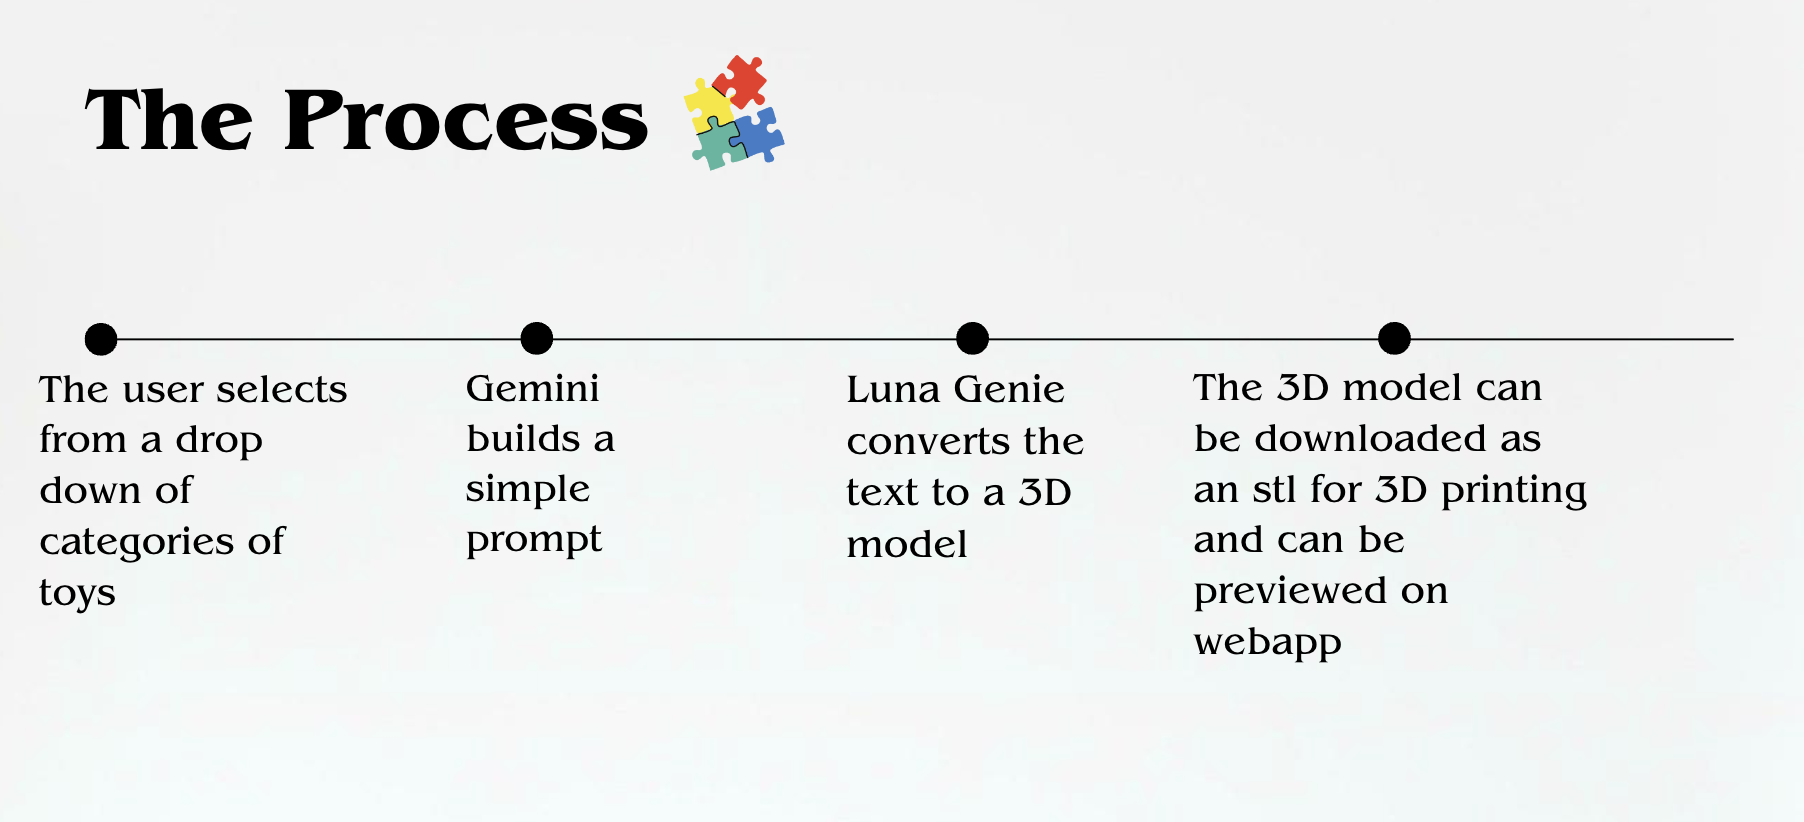 The Process
The user selects
from a drop
down of
categories of
toys
Gemini
builds a
simple
prompt
Luna Genie
converts the
text to a 3D
model
The 3D model can
be downloaded as
an stl for 3D printing
and can be
previewed on
webapp